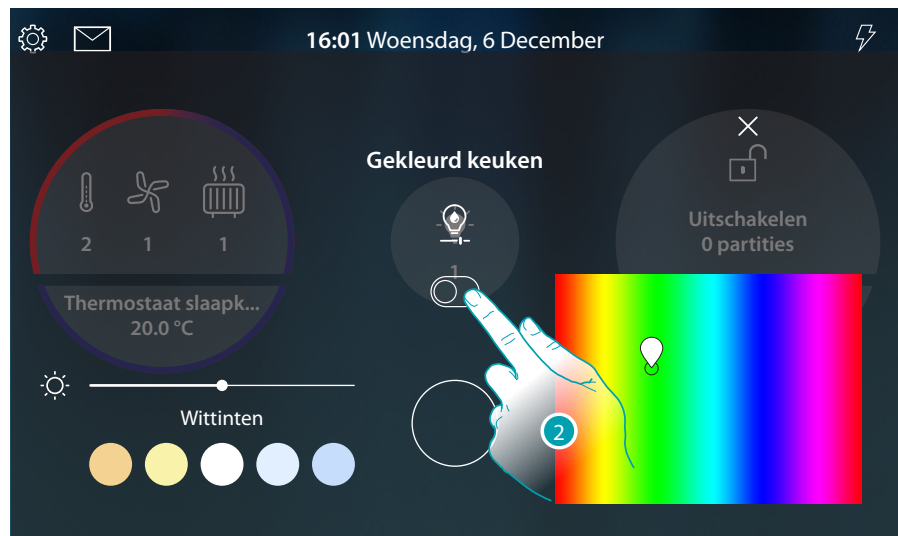 16:01 Woensdag, 6 December
Gekleurd keuken
1
2 1 1
Thermostaat slaapk...
20.0 °C
Uitschakelen
0 partities
Wittinten
2